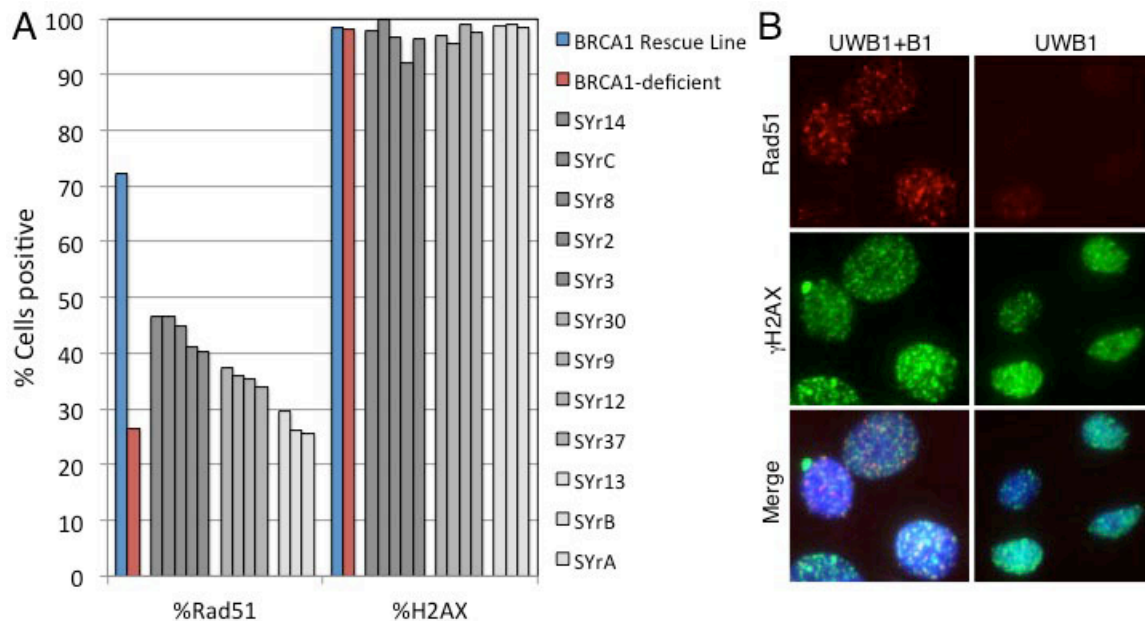 A
% Cells positive
100
90
80
70
60
50
40
30
20
10
0
%Rad51
%H2AX
BRCA1 Rescue Line
BRCA1-deficient
SYr14
SYrC
SYr8
SYr2
SYr3
SYr30
SYr9
SYr12
SYr37
SYr13
SYrB
SYrA
B
UWB1+B1
UWB1
Rad51
γH2AX
Merge